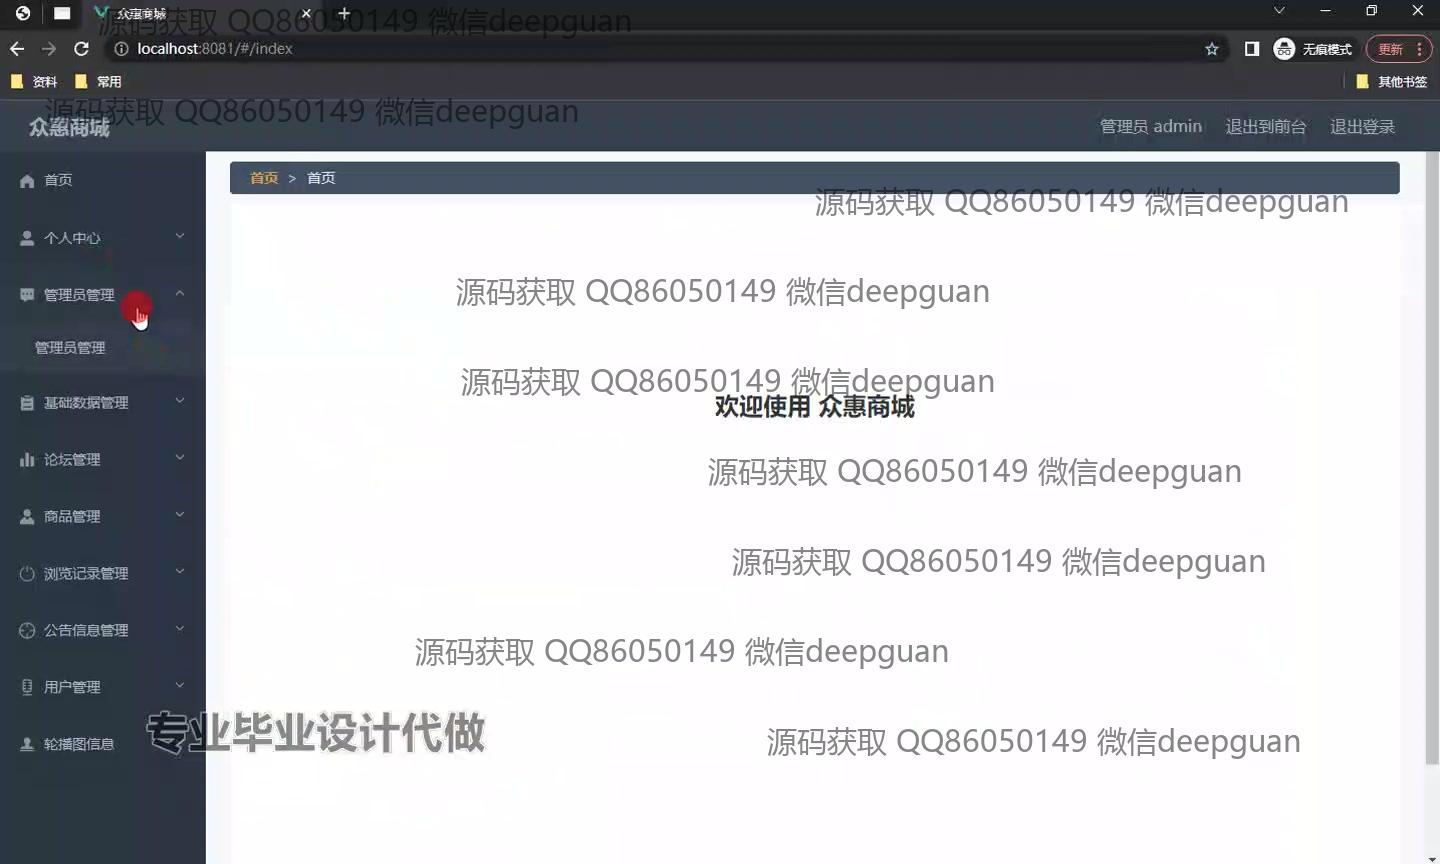 众惠商城
源码获取 QQ86050149 微信deepguan
localhost:8081/#/index
无痕模式
更新
资料
常用
其他书签
源码获取 QQ86050149 微信deepguan
众惠商城
管理员 admin
退出到前台
退出登录
首页
首页 > 首页
源码获取 QQ86050149 微信deepguan
个人中心
源码获取 QQ86050149 微信deepguan
管理员管理
管理员管理
源码获取 QQ86050149 微信deepguan
欢迎使用 众惠商城
基础数据管理
论坛管理
源码获取 QQ86050149 微信deepguan
商品管理
源码获取 QQ86050149 微信deepguan
浏览记录管理
公告信息管理
源码获取 QQ86050149 微信deepguan
用户管理
专业毕业设计代做
轮播图信息
源码获取 QQ86050149 微信deepguan